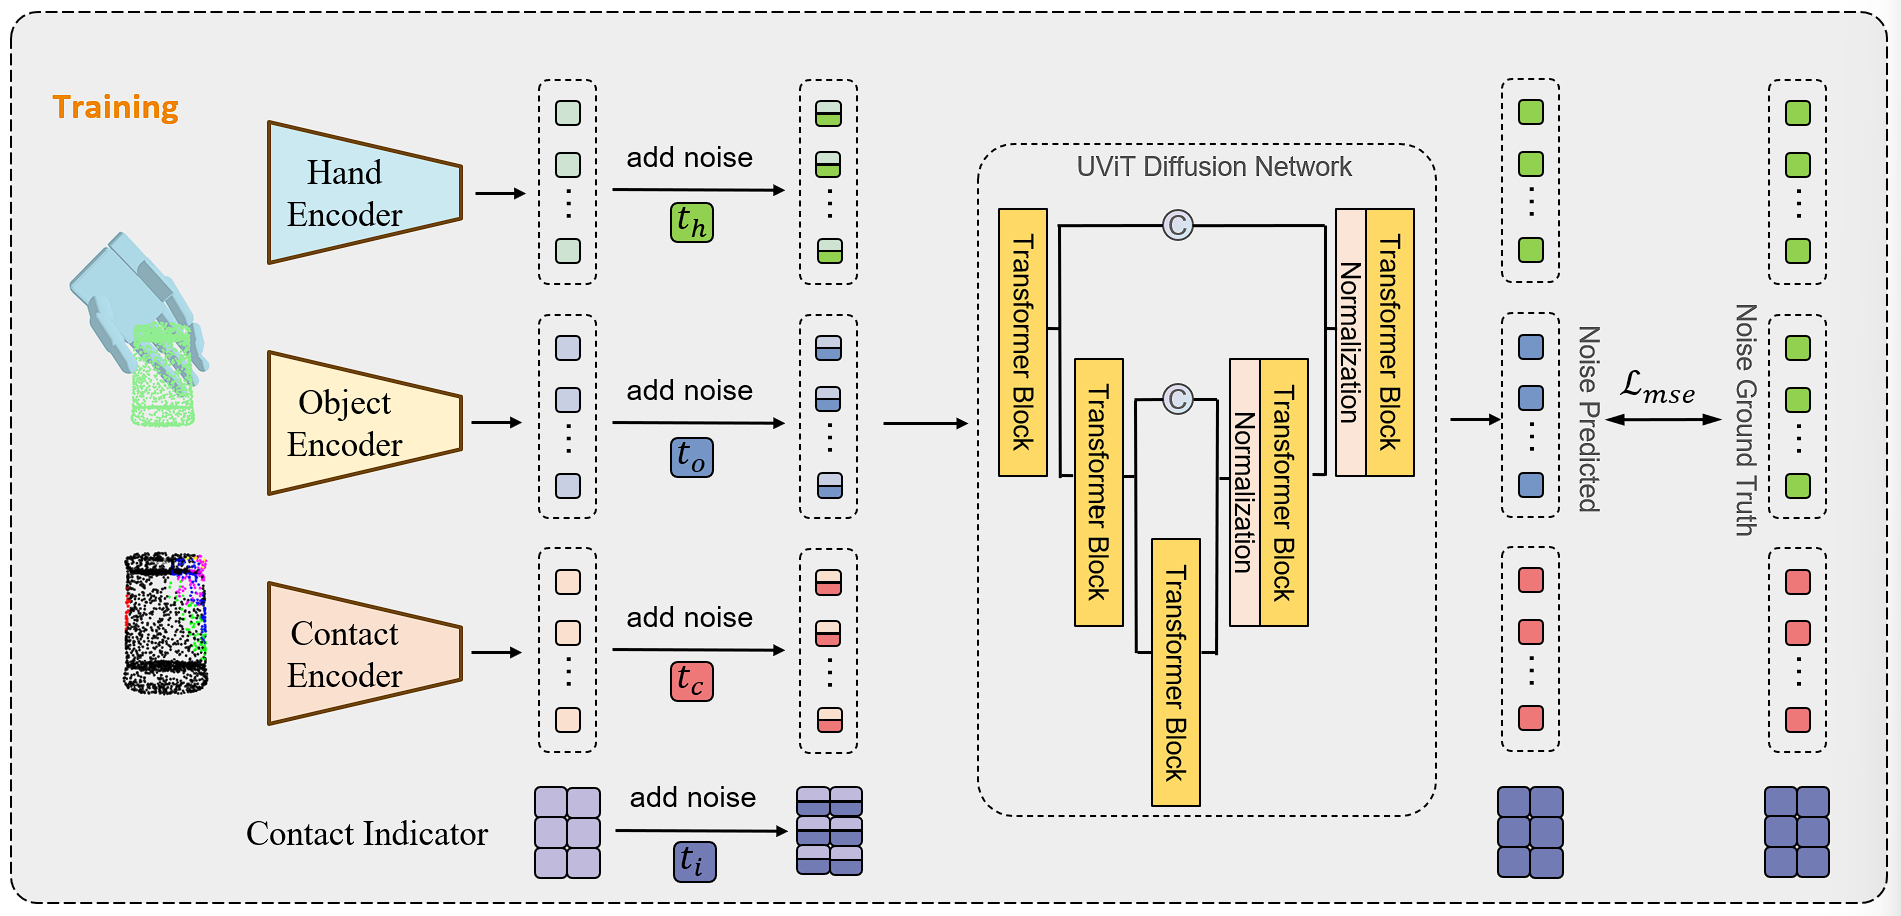 Training
Hand
Encoder
add noise
t_h
Object
Encoder
add noise
t_o
Contact
Encoder
add noise
t_c
Contact Indicator
add noise
t_i
UViT Diffusion Network
C
C
Transformer Block
Transformer Block
Transformer Block
Normalization
Transformer Block
Normalization
Transformer Block
Noise Predicted
ℒ_mse
Noise Ground Truth